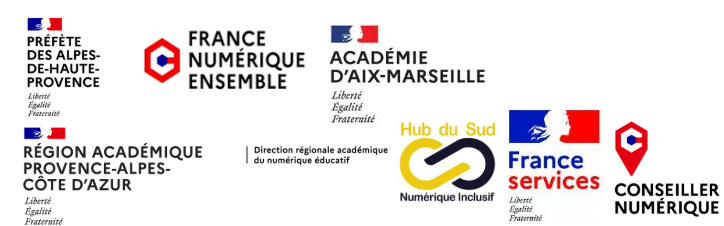 PRÉFÈTE
DES ALPES-
DE-HAUTE-
PROVENCE
Liberté
Égalité
Fraternité
FRANCE
NUMÉRIQUE
ENSEMBLE
ACADÉMIE
D'AIX-MARSEILLE
Liberté
Égalité
Fraternité
RÉGION ACADÉMIQUE
PROVENCE-ALPES-
CÔTE D'AZUR
Liberté
Égalité
Fraternité
Direction régionale académique
du numérique éducatif
Hub du Sud
Numérique Inclusif
France
services
Liberté
Égalité
Fraternité
CONSEILLER
NUMÉRIQUE